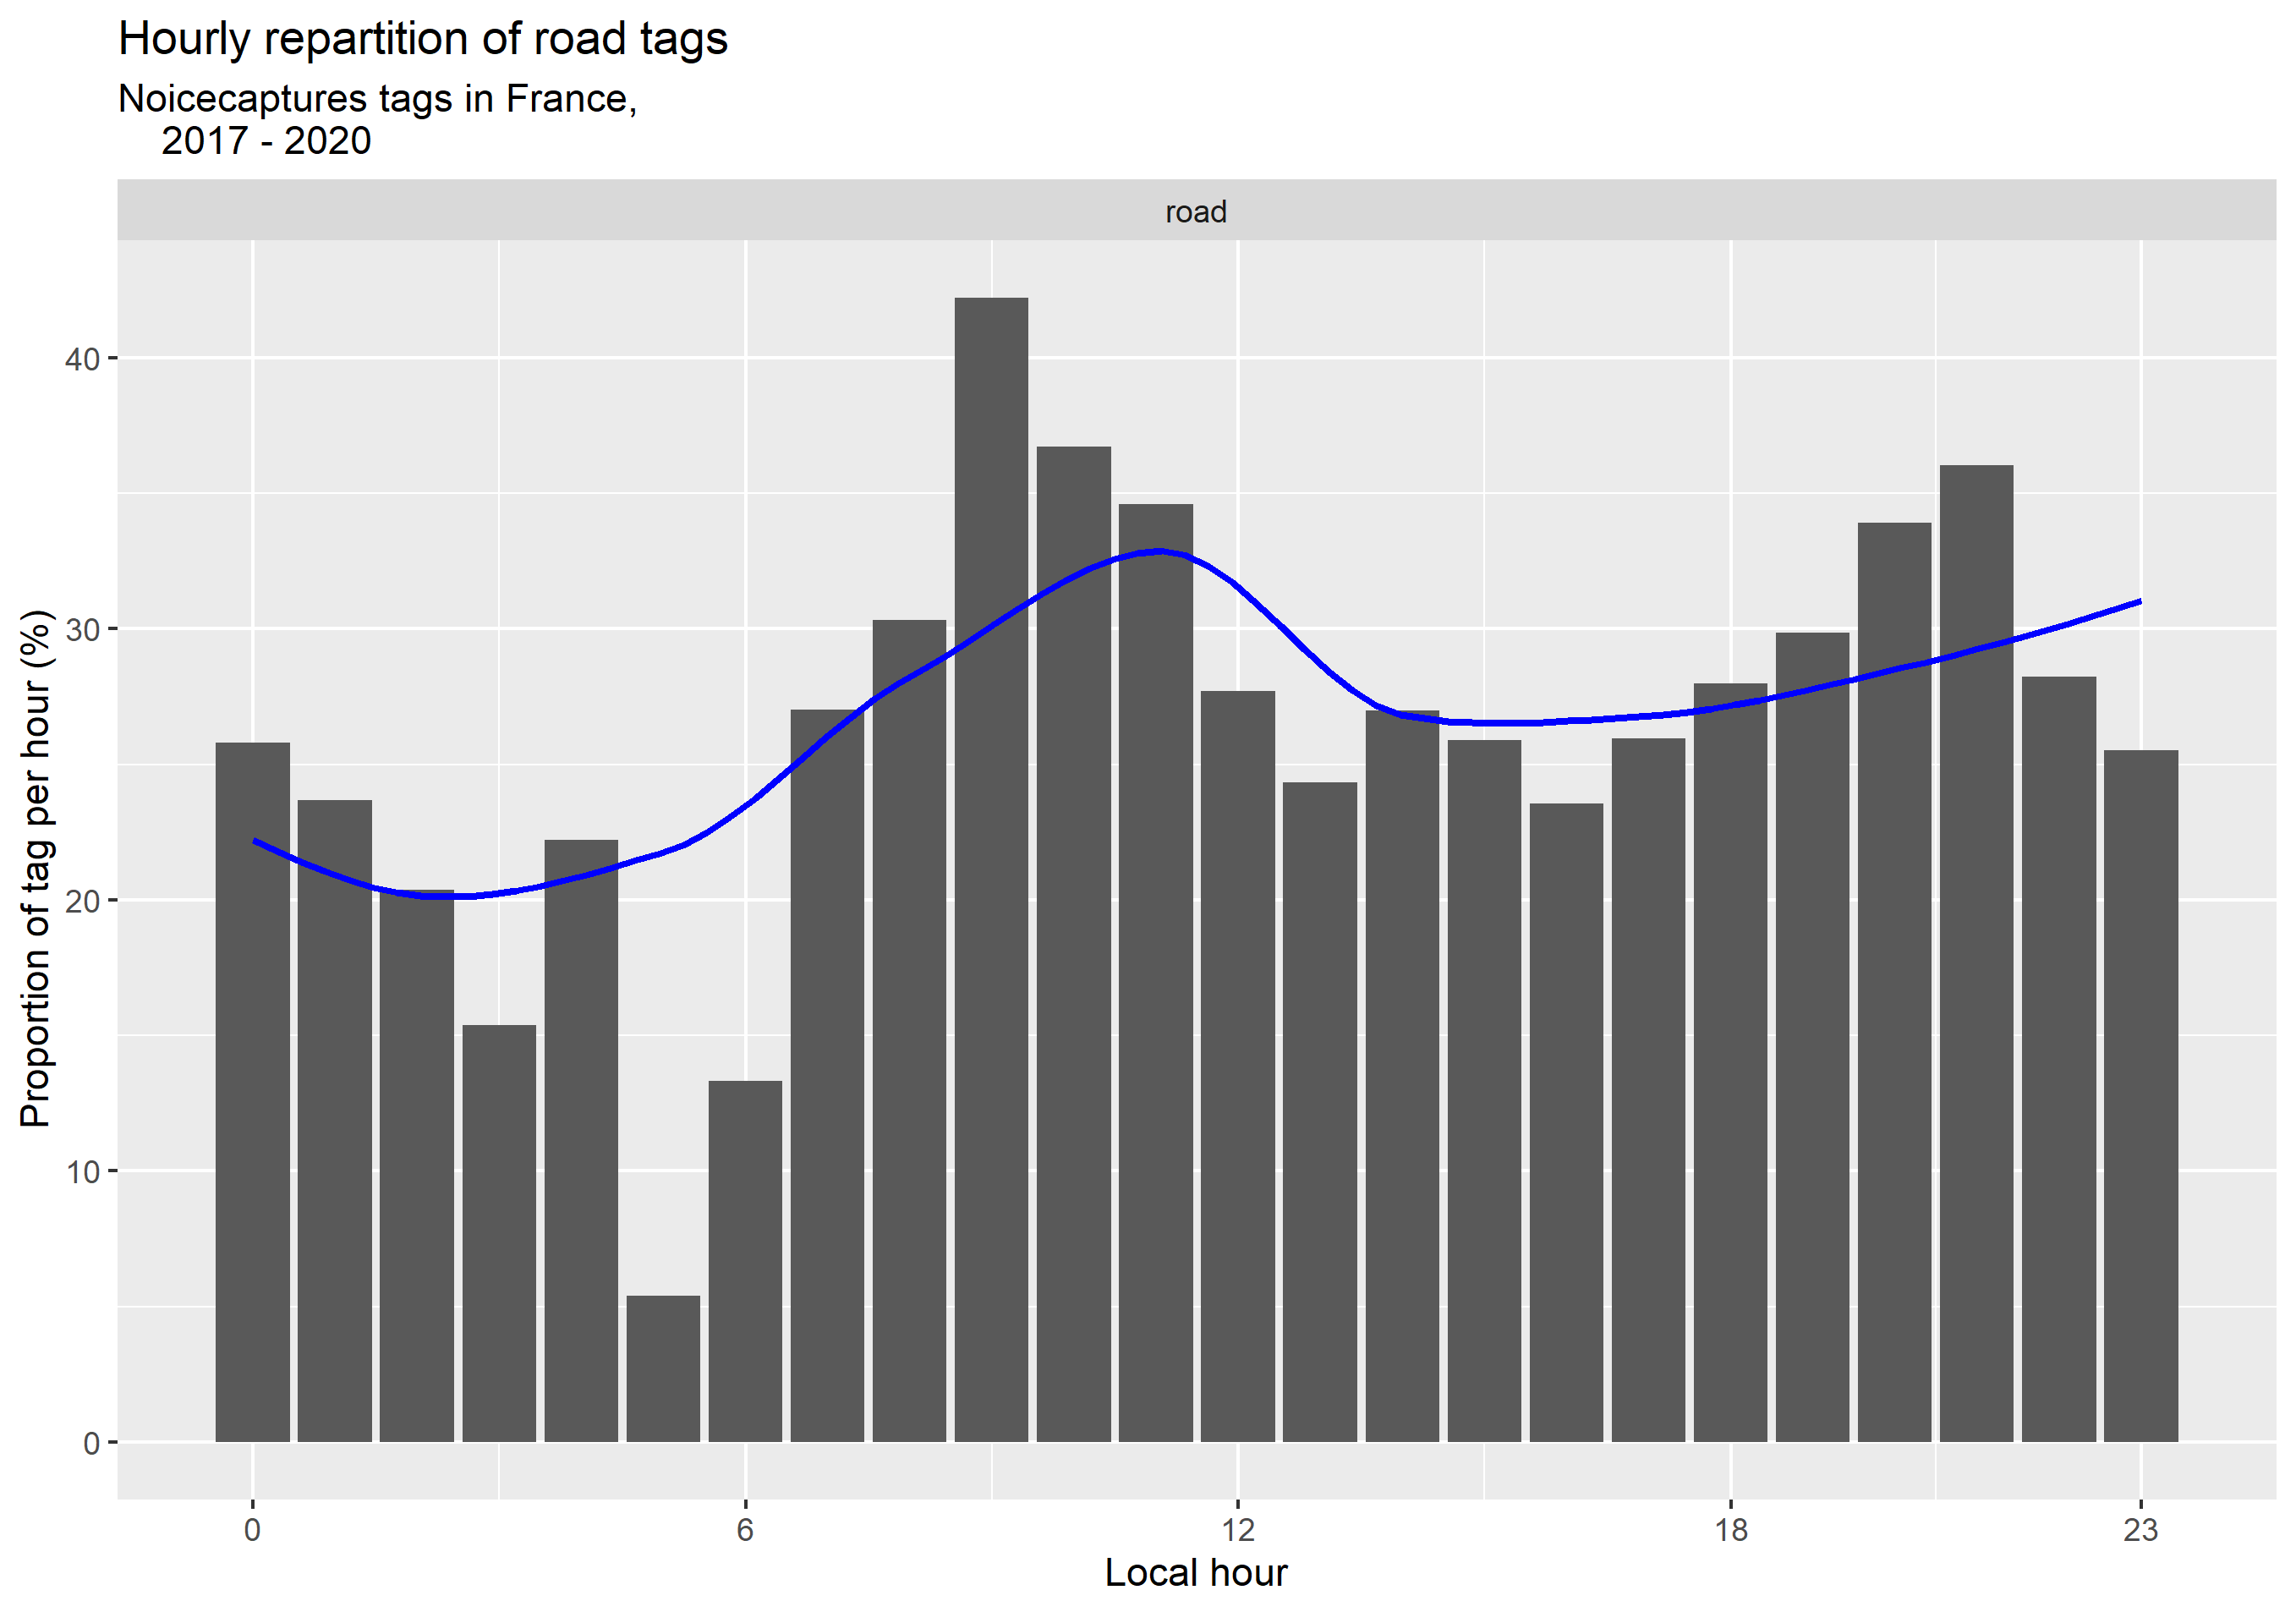 Hourly repartition of road tags
Noicecaptures tags in France,
2017 - 2020
road
Proportion of tag per hour (%)
40
30
20
10
0
0 6 12 18 23
Local hour